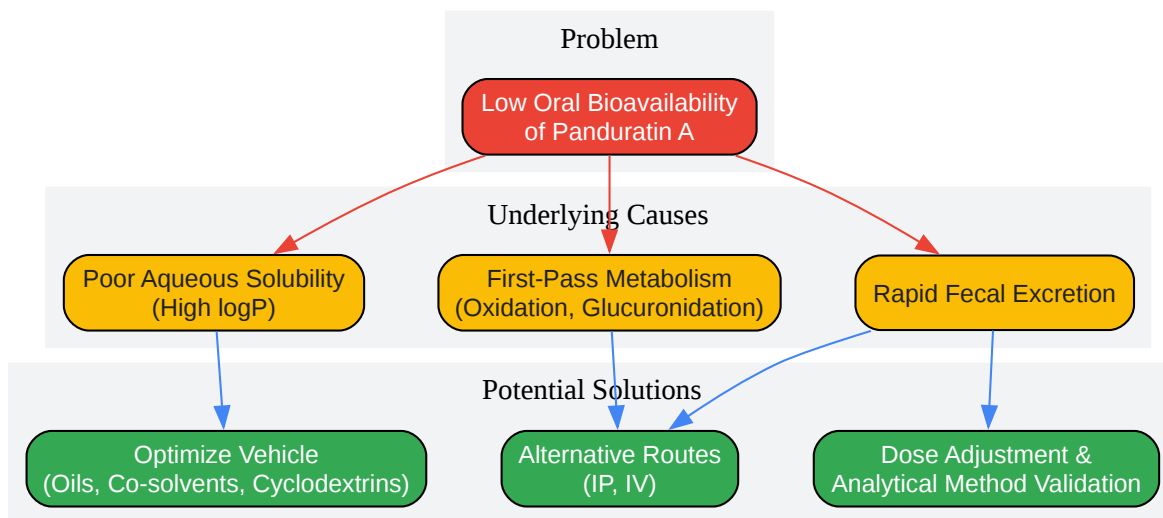 Problem
Low Oral Bioavailability
of Panduratin A
Underlying Causes
Poor Aqueous Solubility
(High logP)
First-Pass Metabolism
(Oxidation, Glucuronidation)
Rapid Fecal Excretion
Potential Solutions
Optimize Vehicle
(Oils, Co-solvents, Cyclodextrins)
Alternative Routes
(IP, IV)
Dose Adjustment &
Analytical Method Validation